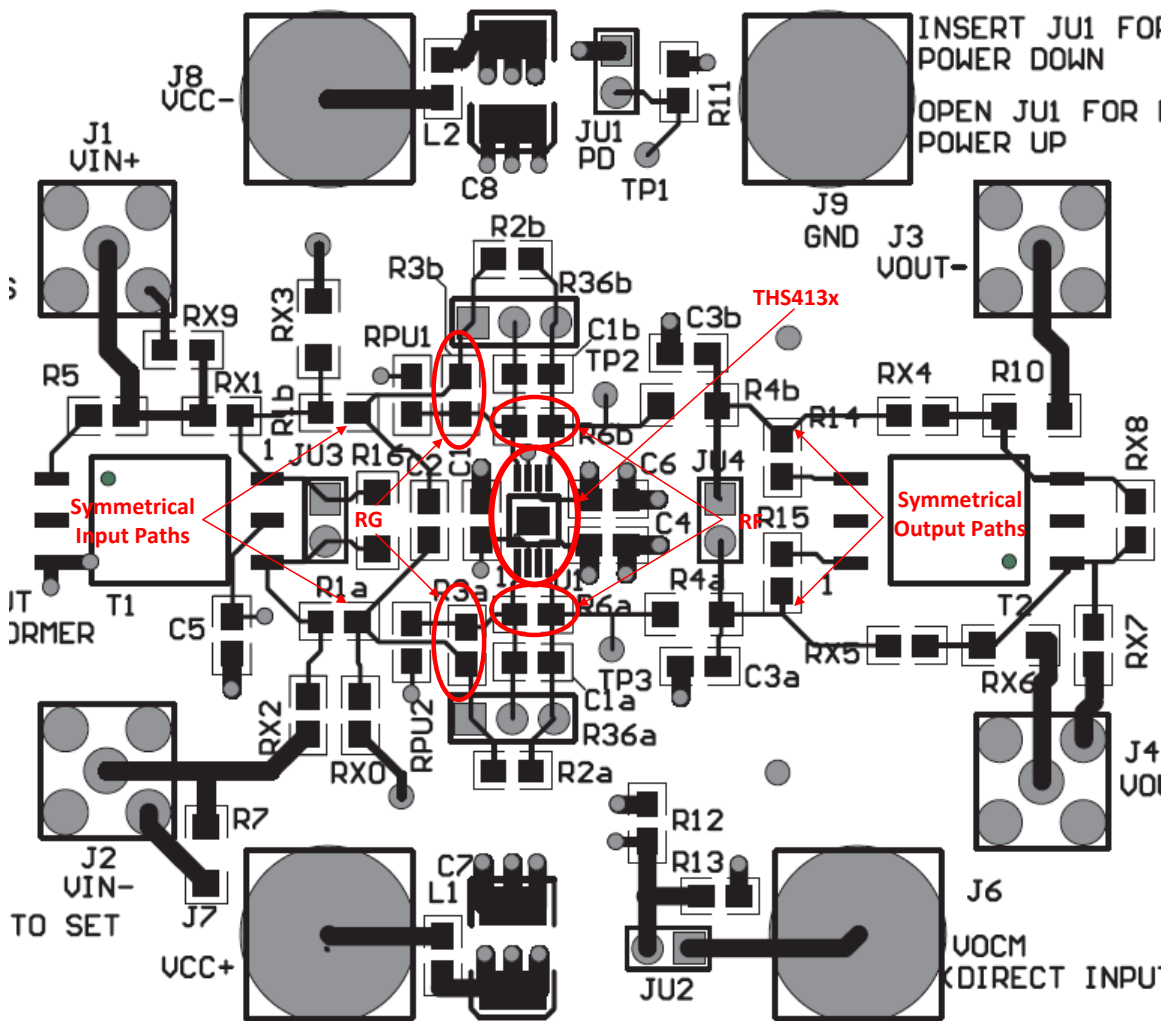 INSERT JU1 FOR
POWER DOWN
J8
VCC-
L2
C8
JU1
PD
R11
TP1
OPEN JU1 FOR
POWER UP
J9
GND
J1
VIN+
J3
VOUT-
R2b
R3b
R36b
THS413x
RX9
RX3
RPU1
C1b
TP2
C3b
R5
RX1
R1b
R6b
R4b
R14
RX4
R10
RX8
1
JU3
R16
C2
C6
JU4
Symmetrical
Input Paths
RG
RF
R15
Symmetrical
Output Paths
C4
T1
R1a
R3a
1
U1
R6a
R4a
1
T2
ORMER
C5
TP3
C3a
RX5
RX6
RX7
C1a
RX2
RX0
RPU2
R36a
R2a
J4
R7
R12
R13
J2
VIN-
J7
TO SET
C7
L1
VCC+
JU2
J6
VOCM
(DIRECT INPUT